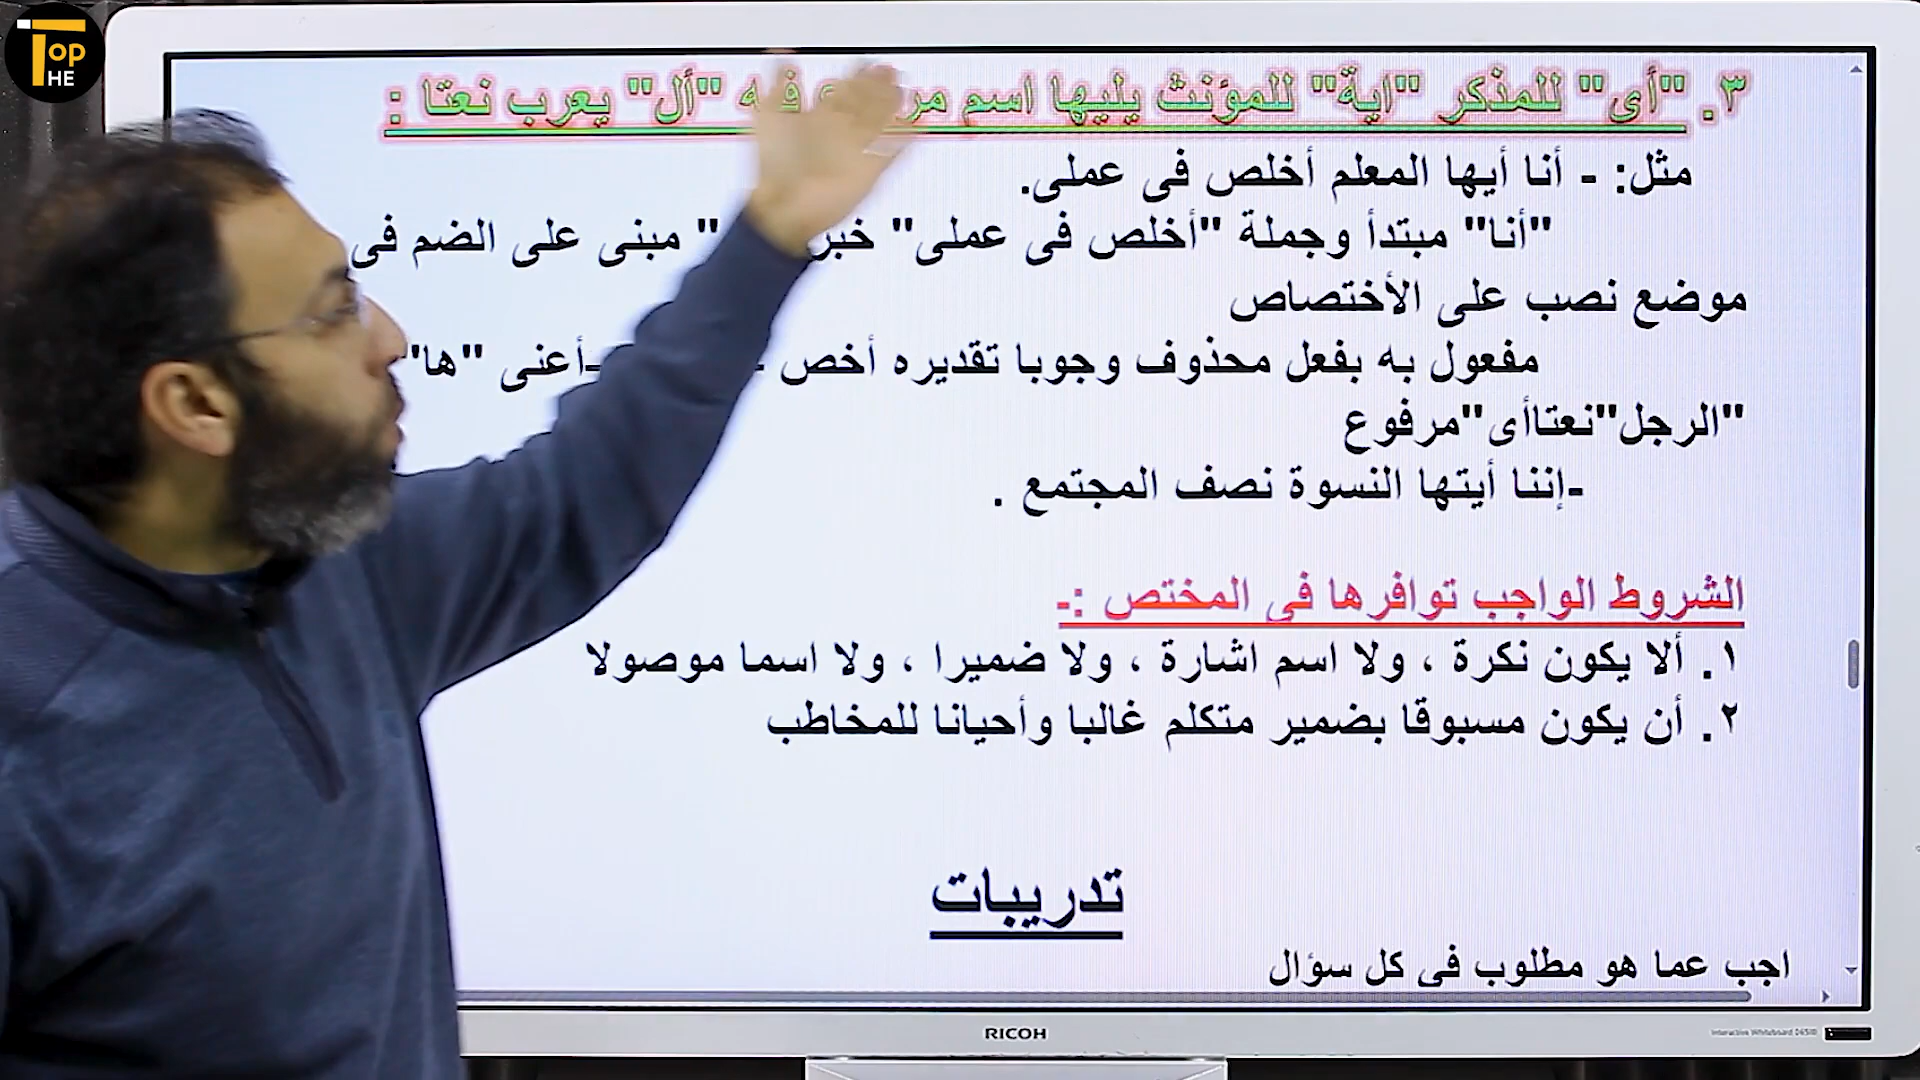 TOP
THE
٣. "أى" للمذكر "اية" للمؤنث يليها اسم "أل" يعرب نعتا :
مثل: - أنا أيها المعلم أخلص فى عملى.
"أنا" مبتدأ وجملة "أخلص فى عملى" خبر " مبنى على الضم فى
موضع نصب على الأختصاص
مفعول به بفعل محذوف وجوبا تقديره أخص - -أعنى "ها"
"الرجل"نعتاأى"مرفوع
-إننا أيتها النسوة نصف المجتمع .
الشروط الواجب توافرها فى المختص :-
١. ألا يكون نكرة ، ولا اسم اشارة ، ولا ضميرا ، ولا اسما موصولا
٢. أن يكون مسبوقا بضمير متكلم غالبا وأحيانا للمخاطب
تدريبات
اجب عما هو مطلوب فى كل سؤال
RICOH
Interactive Whiteboard D6510